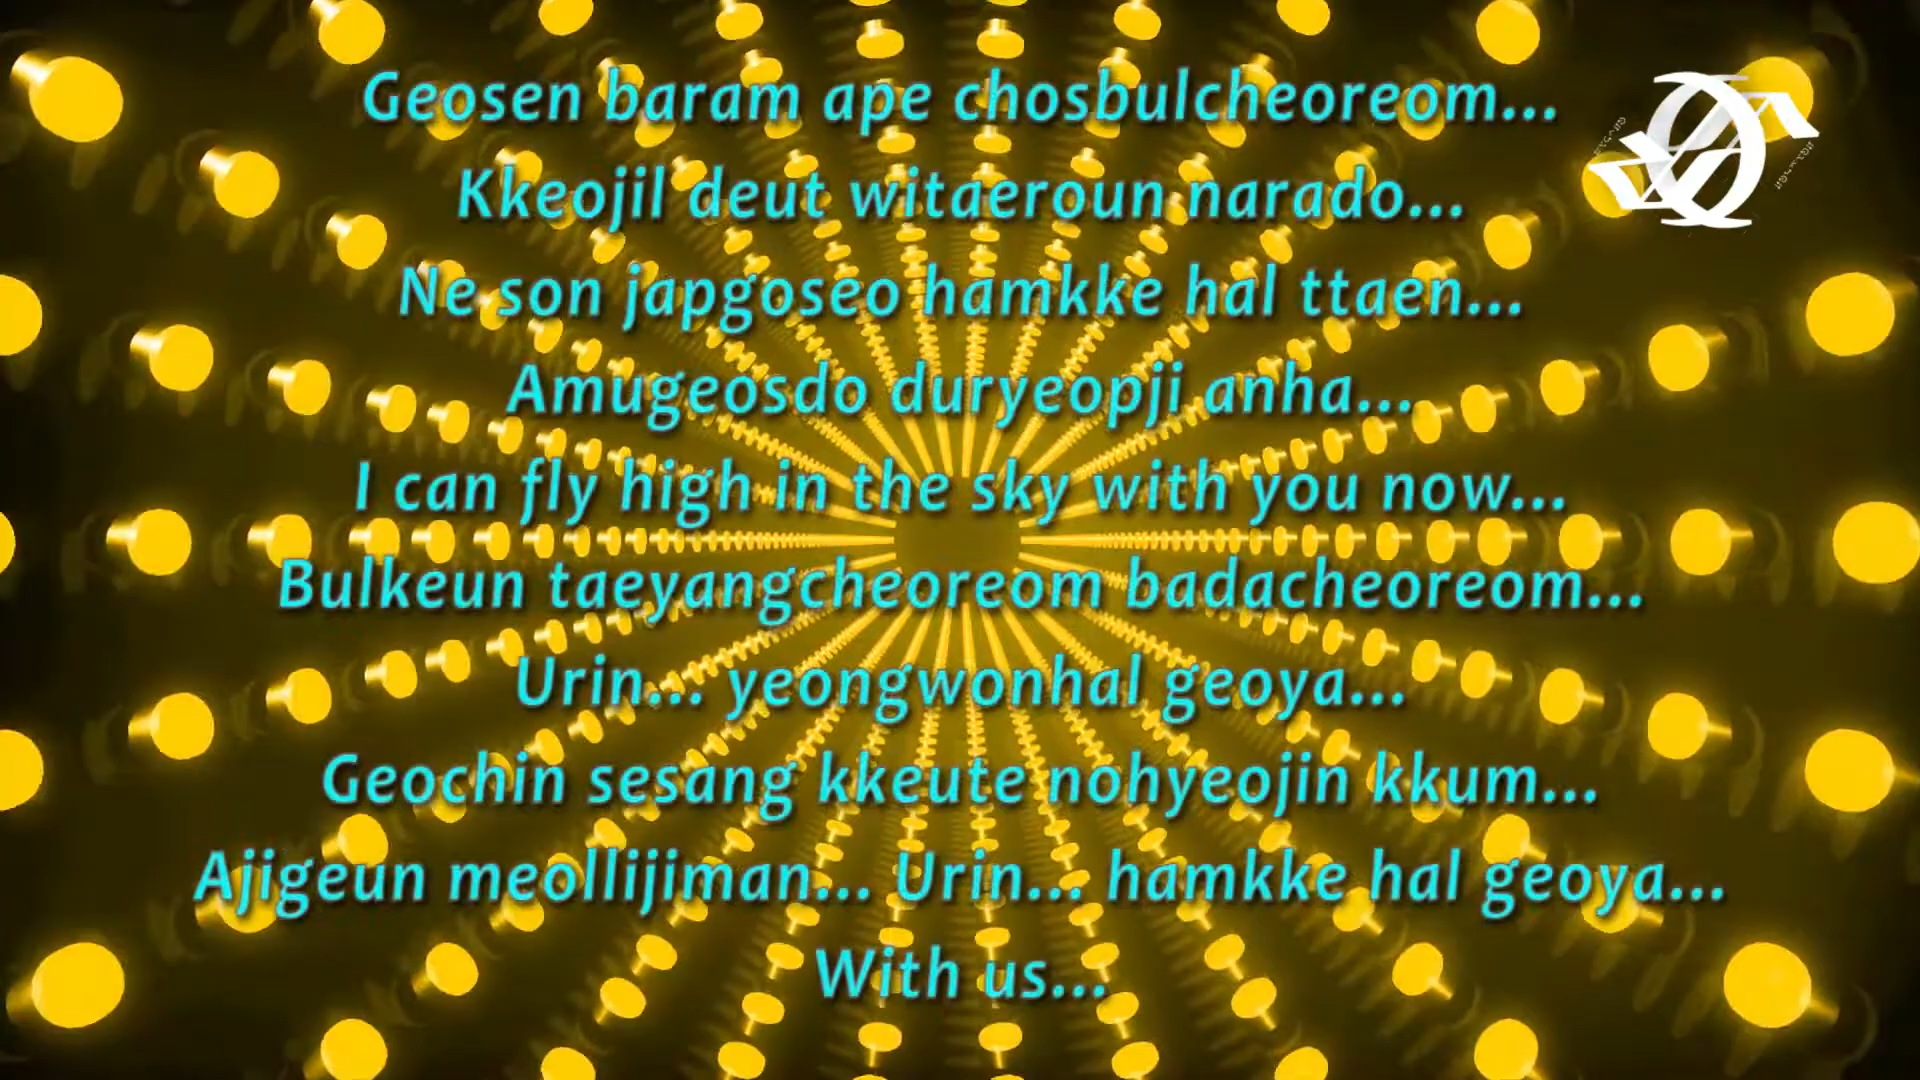 Geosen baram ape chosbulcheoreom...
Kkeojil deut witaeroun narado...
Ne son japgoseo hamkke hal ttaen...
Amugeosdo duryeopji anha...
I can fly high in the sky with you now...
Bulkeun taeyangcheoreom badacheoreom...
Urin... yeongwonhal geoya...
Geochin sesang kkeute nohyeojin kkum...
Ajigeun meollijiman... Urin... hamkke hal geoya...
With us...